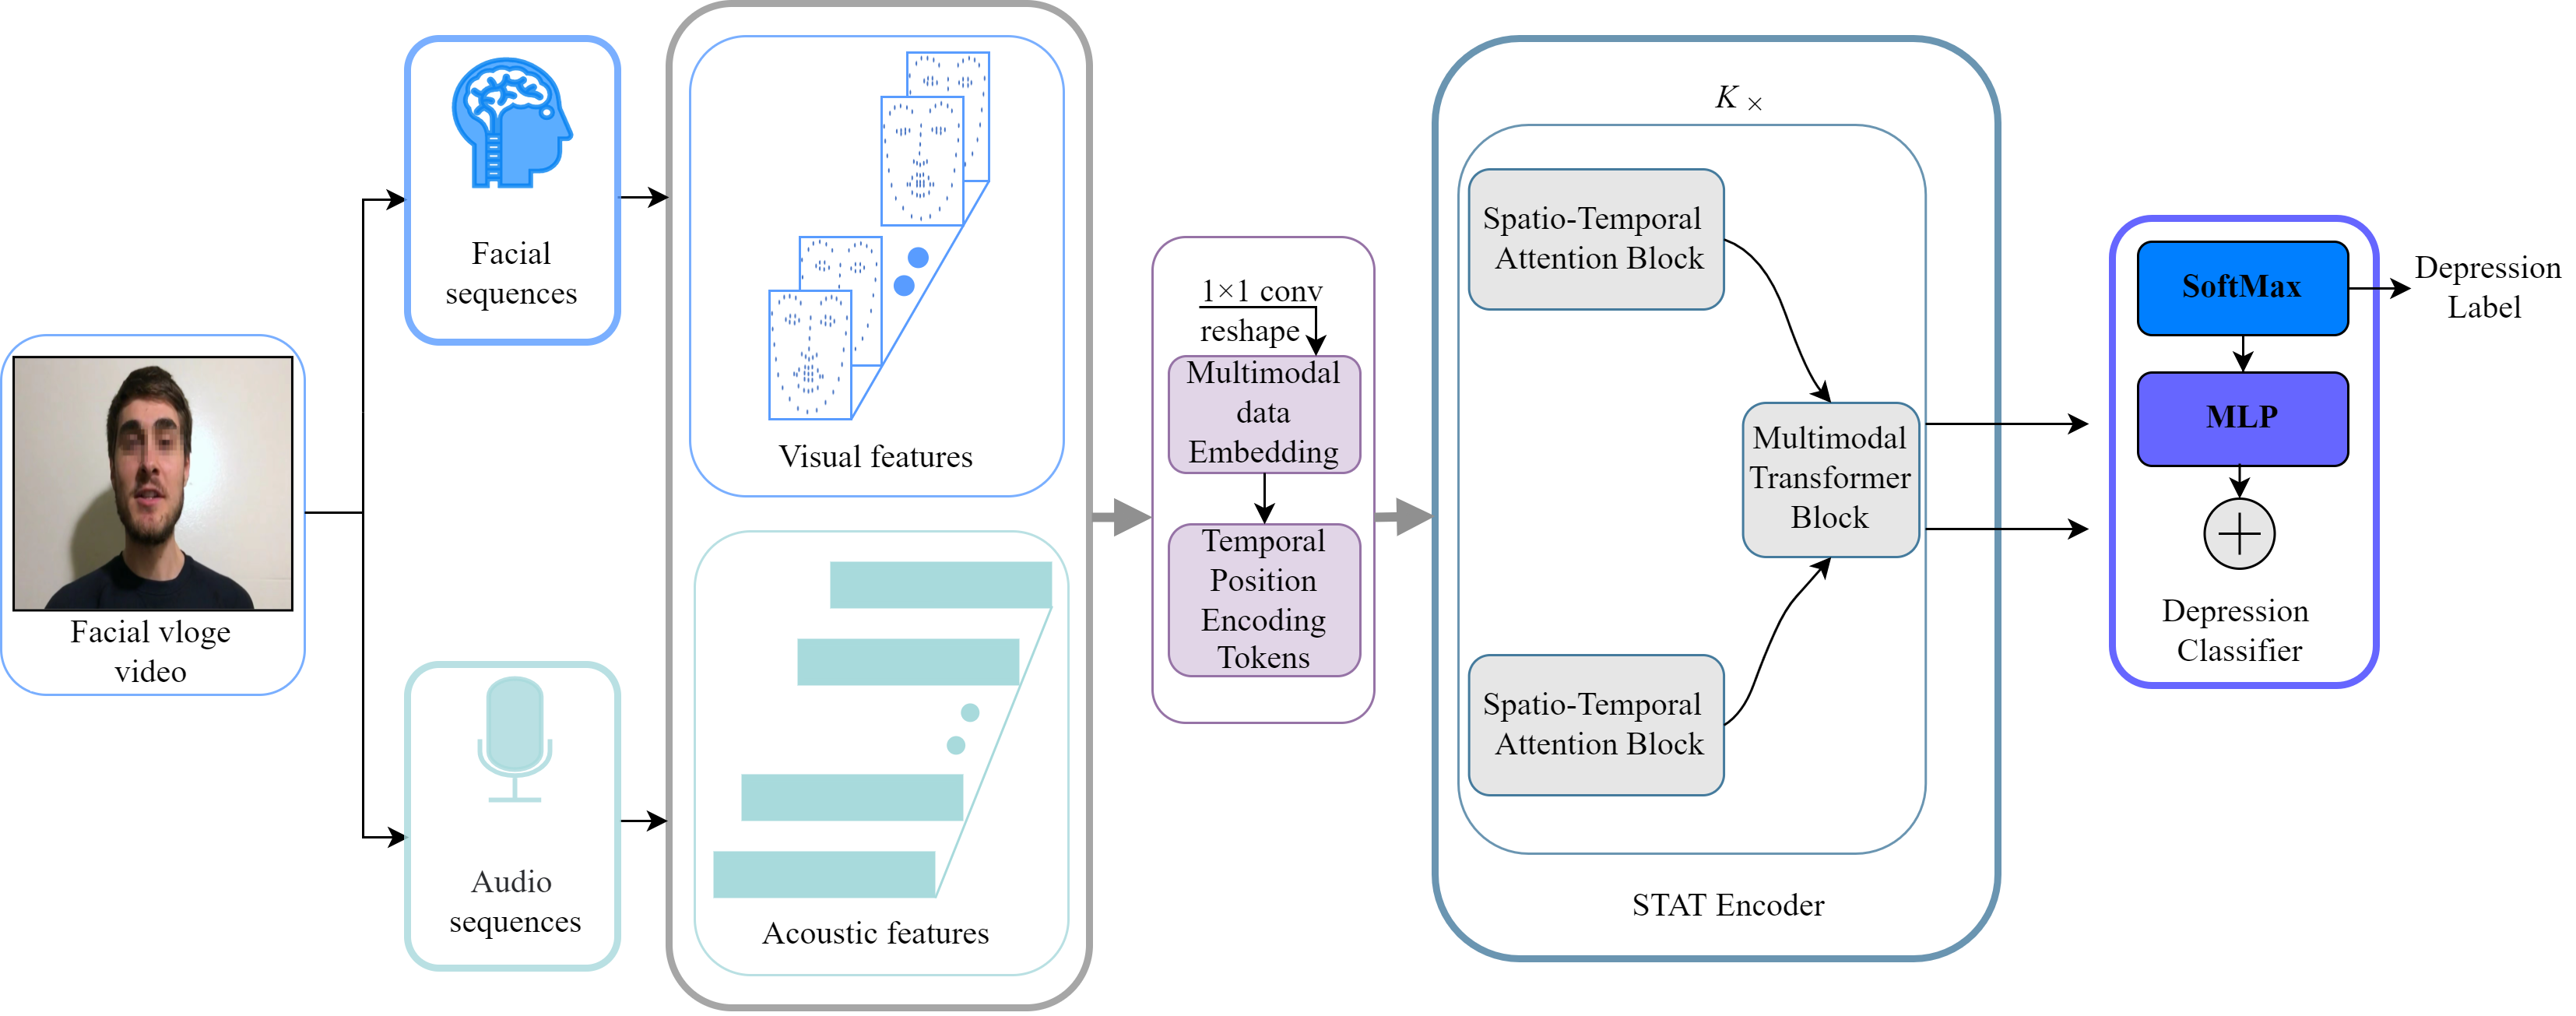 Facial vloge
video
Facial
sequences
Audio
sequences
Visual features
Acoustic features
1×1 conv
reshape
Multimodal
data
Embedding
Temporal
Position
Encoding
Tokens
K ×
Spatio-Temporal
Attention Block
Multimodal
Transformer
Block
Spatio-Temporal
Attention Block
STAT Encoder
SoftMax
MLP
Depression
Classifier
Depression
Label